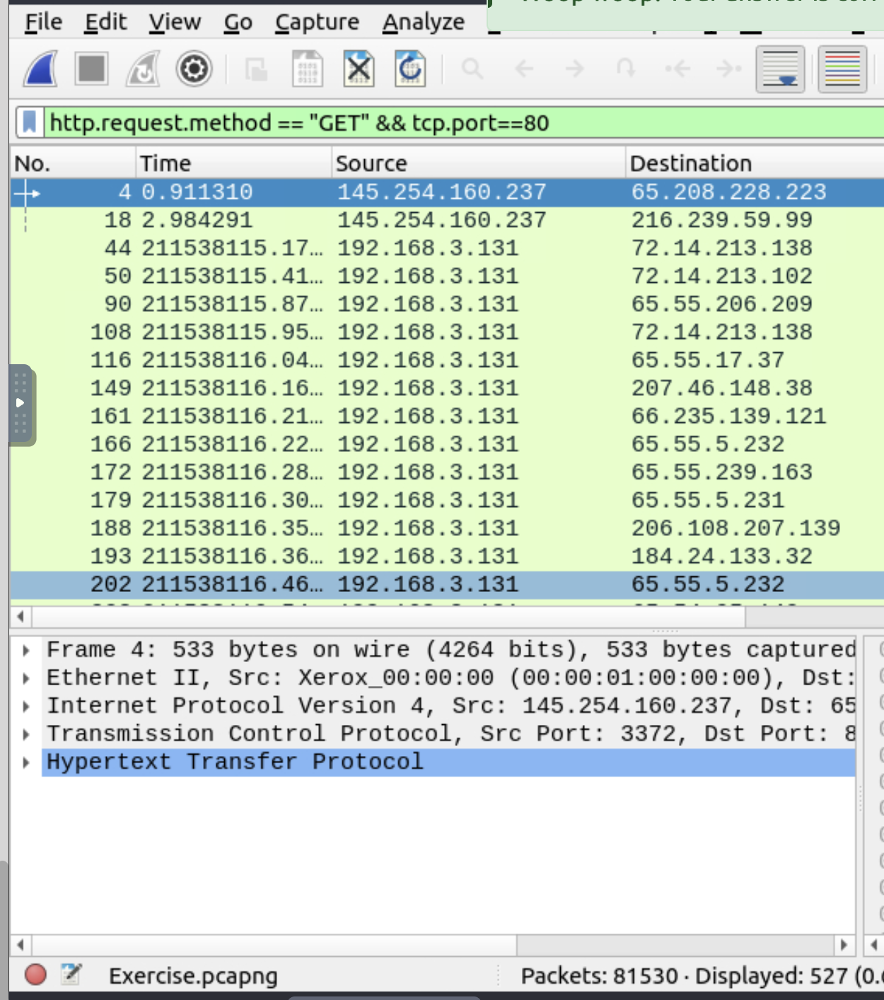 File Edit View Go Capture Analyze
http.request.method == "GET" && tcp.port==80
No. Time Source Destination
4 0.911310 145.254.160.237 65.208.228.223
18 2.984291 145.254.160.237 216.239.59.99
44 211538115.17… 192.168.3.131 72.14.213.138
50 211538115.41… 192.168.3.131 72.14.213.102
90 211538115.87… 192.168.3.131 65.55.206.209
108 211538115.95… 192.168.3.131 72.14.213.138
116 211538116.04… 192.168.3.131 65.55.17.37
149 211538116.16… 192.168.3.131 207.46.148.38
161 211538116.21… 192.168.3.131 66.235.139.121
166 211538116.22… 192.168.3.131 65.55.5.232
172 211538116.28… 192.168.3.131 65.55.239.163
179 211538116.30… 192.168.3.131 65.55.5.231
188 211538116.35… 192.168.3.131 206.108.207.139
193 211538116.36… 192.168.3.131 184.24.133.32
202 211538116.46… 192.168.3.131 65.55.5.232
Frame 4: 533 bytes on wire (4264 bits), 533 bytes captured
Ethernet II, Src: Xerox_00:00:00 (00:00:01:00:00:00), Dst:
Internet Protocol Version 4, Src: 145.254.160.237, Dst: 65
Transmission Control Protocol, Src Port: 3372, Dst Port: 8
Hypertext Transfer Protocol
Exercise.pcapng Packets: 81530 · Displayed: 527 (0.